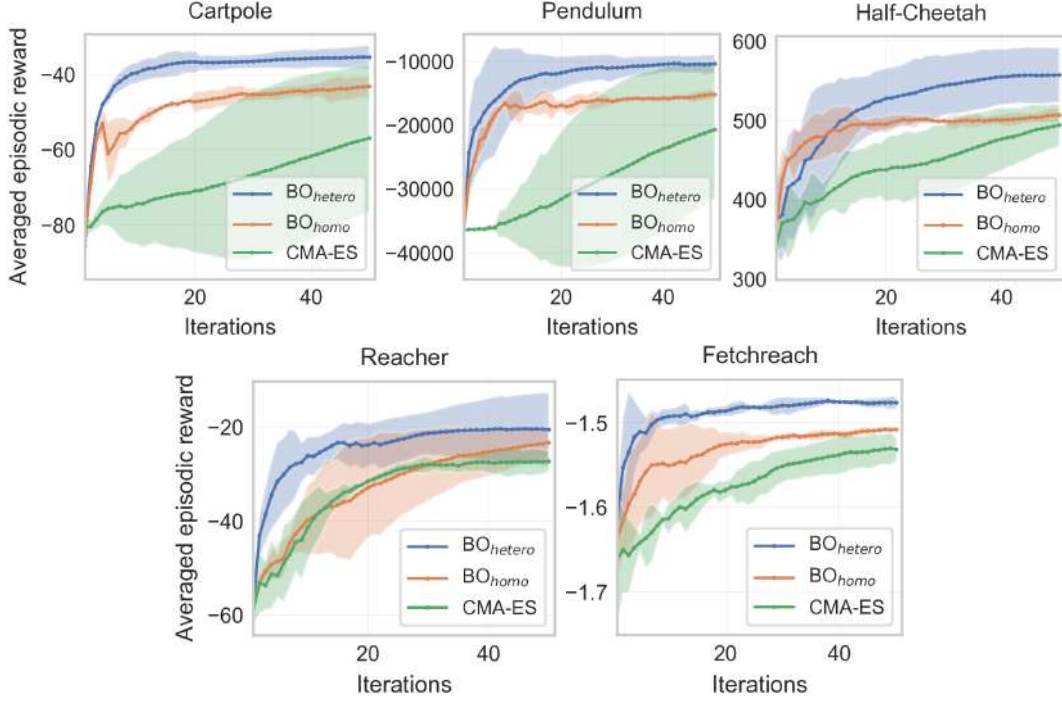 Cartpole
Averaged episodic reward
−40
−60
−80
20
40
BO_hetero
BO_homo
CMA-ES
Iterations
Pendulum
−10000
−20000
−30000
−40000
20
40
BO_hetero
BO_homo
CMA-ES
Iterations
Half-Cheetah
600
500
400
300
20
40
BO_hetero
BO_homo
CMA-ES
Iterations
Reacher
Averaged episodic reward
−20
−40
−60
20
40
BO_hetero
BO_homo
CMA-ES
Iterations
Fetchreach
−1.5
−1.6
−1.7
20
40
BO_hetero
BO_homo
CMA-ES
Iterations